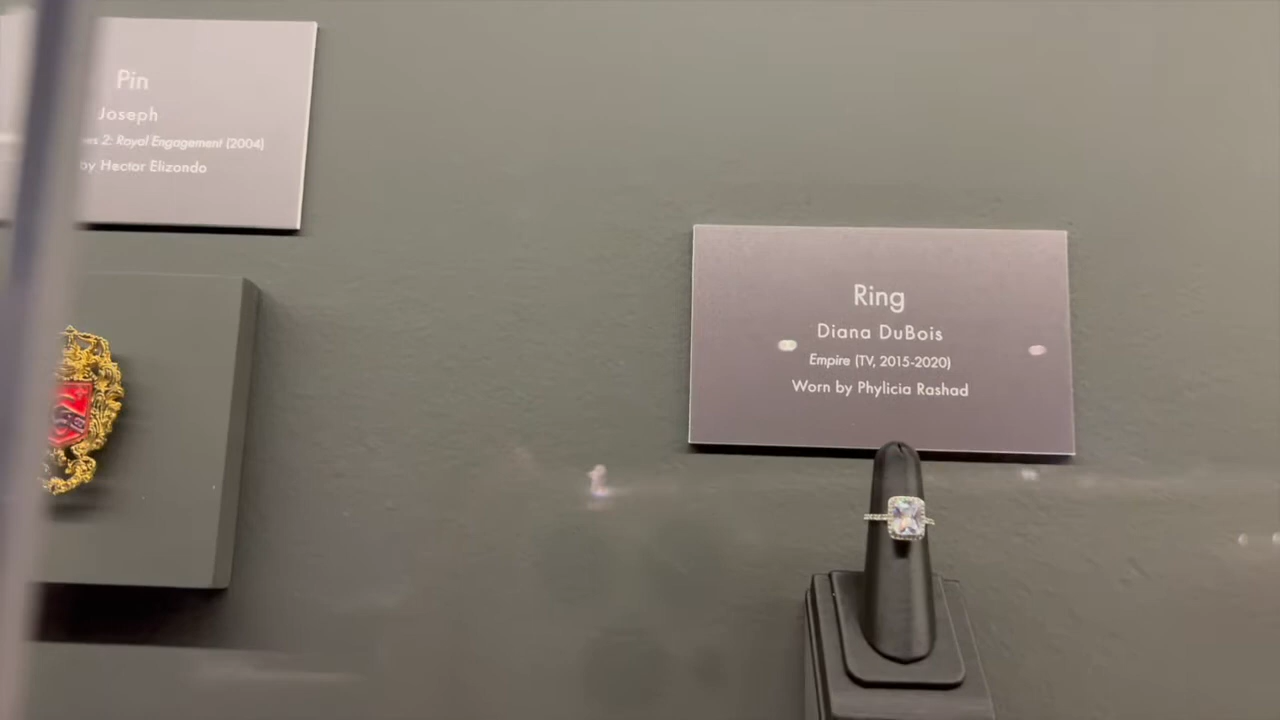 Pin
Joseph
2: Royal Engagement (2004)
by Hector Elizondo
Ring
Diana DuBois
Empire (TV, 2015-2020)
Worn by Phylicia Rashad